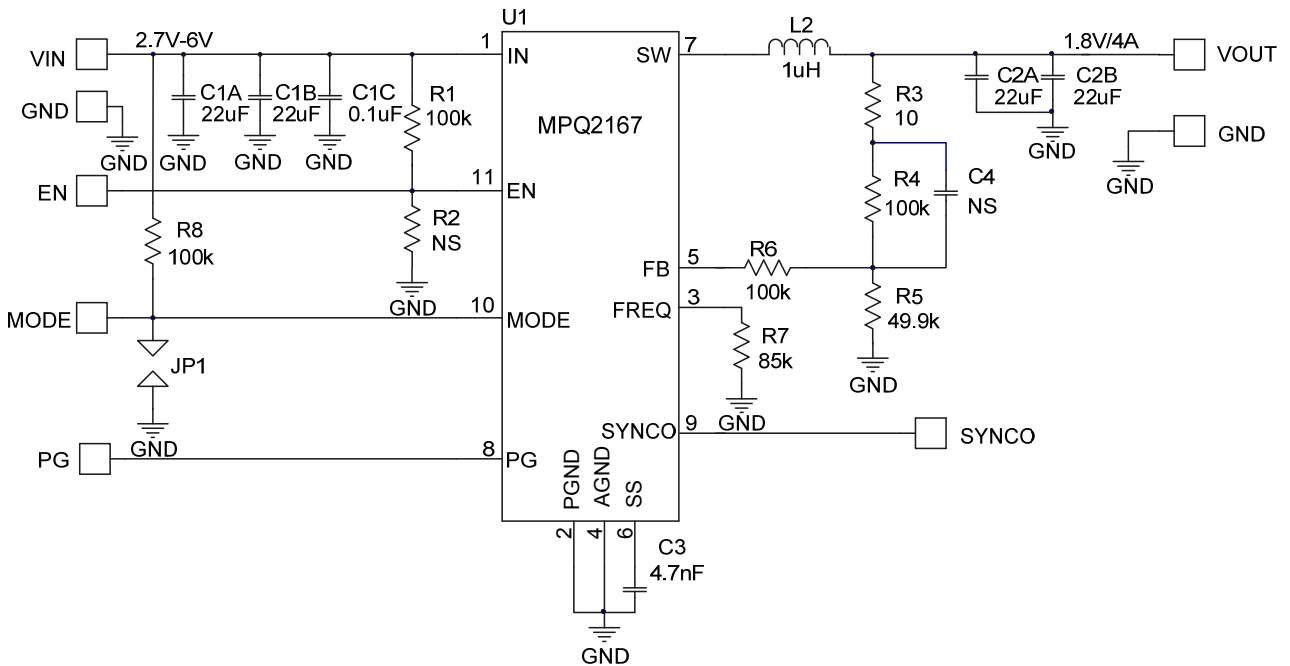 U1
VIN
2.7V-6V
1
IN
SW
7
L2
1uH
1.8V/4A
VOUT
GND
C1A
22uF
C1B
22uF
C1C
0.1uF
R1
100k
MPQ2167
R3
10
C2A
22uF
C2B
22uF
GND
GND
GND
GND
GND
GND
GND
GND
EN
11
EN
R4
100k
C4
NS
R2
NS
R8
100k
GND
FB
5
R6
100k
MODE
10
MODE
FREQ
3
R7
85k
R5
49.9k
JP1
GND
GND
GND
PG
8
PG
SYNCO
9
SYNCO
PGND
AGND
SS
2
4
6
C3
4.7nF
GND